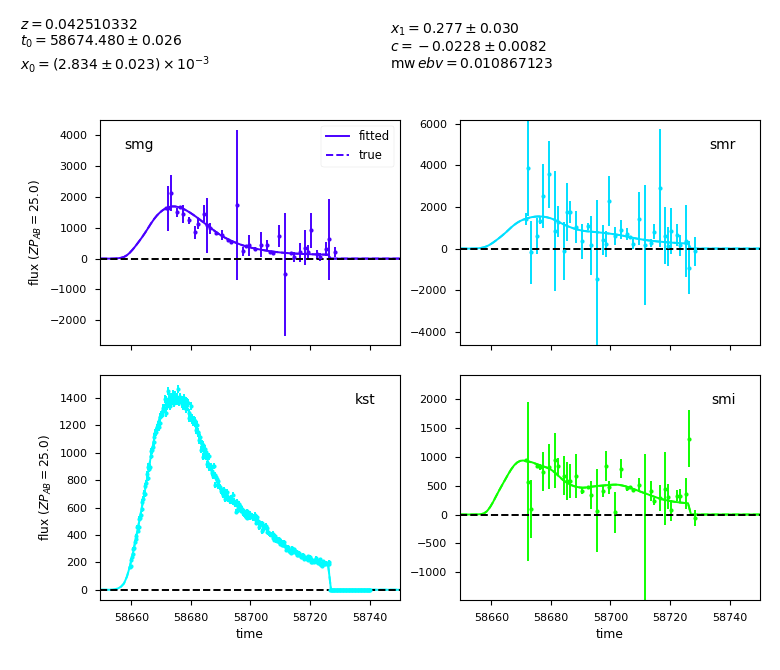 z = 0.042510332
t₀ = 58674.480 ± 0.026
x₀ = (2.834 ± 0.023) × 10⁻³
x₁ = 0.277 ± 0.030
c = −0.0228 ± 0.0082
mw ebv = 0.010867123
smg
fitted
true
4000
3000
2000
1000
0
−1000
−2000
flux (ZP_AB = 25.0)
smr
6000
4000
2000
0
−2000
−4000
kst
1400
1200
1000
800
600
400
200
0
flux (ZP_AB = 25.0)
58660 58680 58700 58720 58740
time
smi
2000
1500
1000
500
0
−500
−1000
58660 58680 58700 58720 58740
time